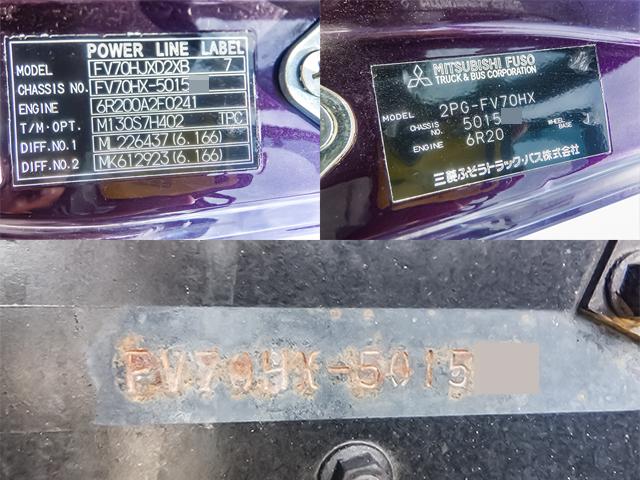 POWER LINE LABEL
MODEL FV70HJXD2XB 7
CHASSIS NO. FV70HX-5015
ENGINE 6R200A2F0241
T/M·OPT. M130S7H402 TPC
DIFF.NO.1 ML226437(6.166)
DIFF.NO.2 MK612923(6.166)
MITSUBISHI FUSO
TRUCK & BUS CORPORATION
MODEL 2PG-FV70HX
CHASSIS NO. 5015 WHEEL BASE J
ENGINE 6R20
三菱ふそうトラック・バス株式会社
FV70HX-5015